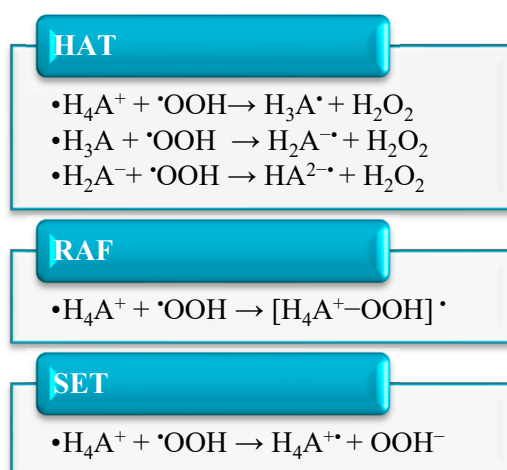 HAT
•H₄A⁺ + •OOH→ H₃A• + H₂O₂
•H₃A + •OOH → H₂A⁻• + H₂O₂
•H₂A⁻+ •OOH → HA²⁻• + H₂O₂
RAF
•H₄A⁺ + •OOH → [H₄A⁺−OOH] •
SET
•H₄A⁺ + •OOH → H₄A⁺• + OOH⁻